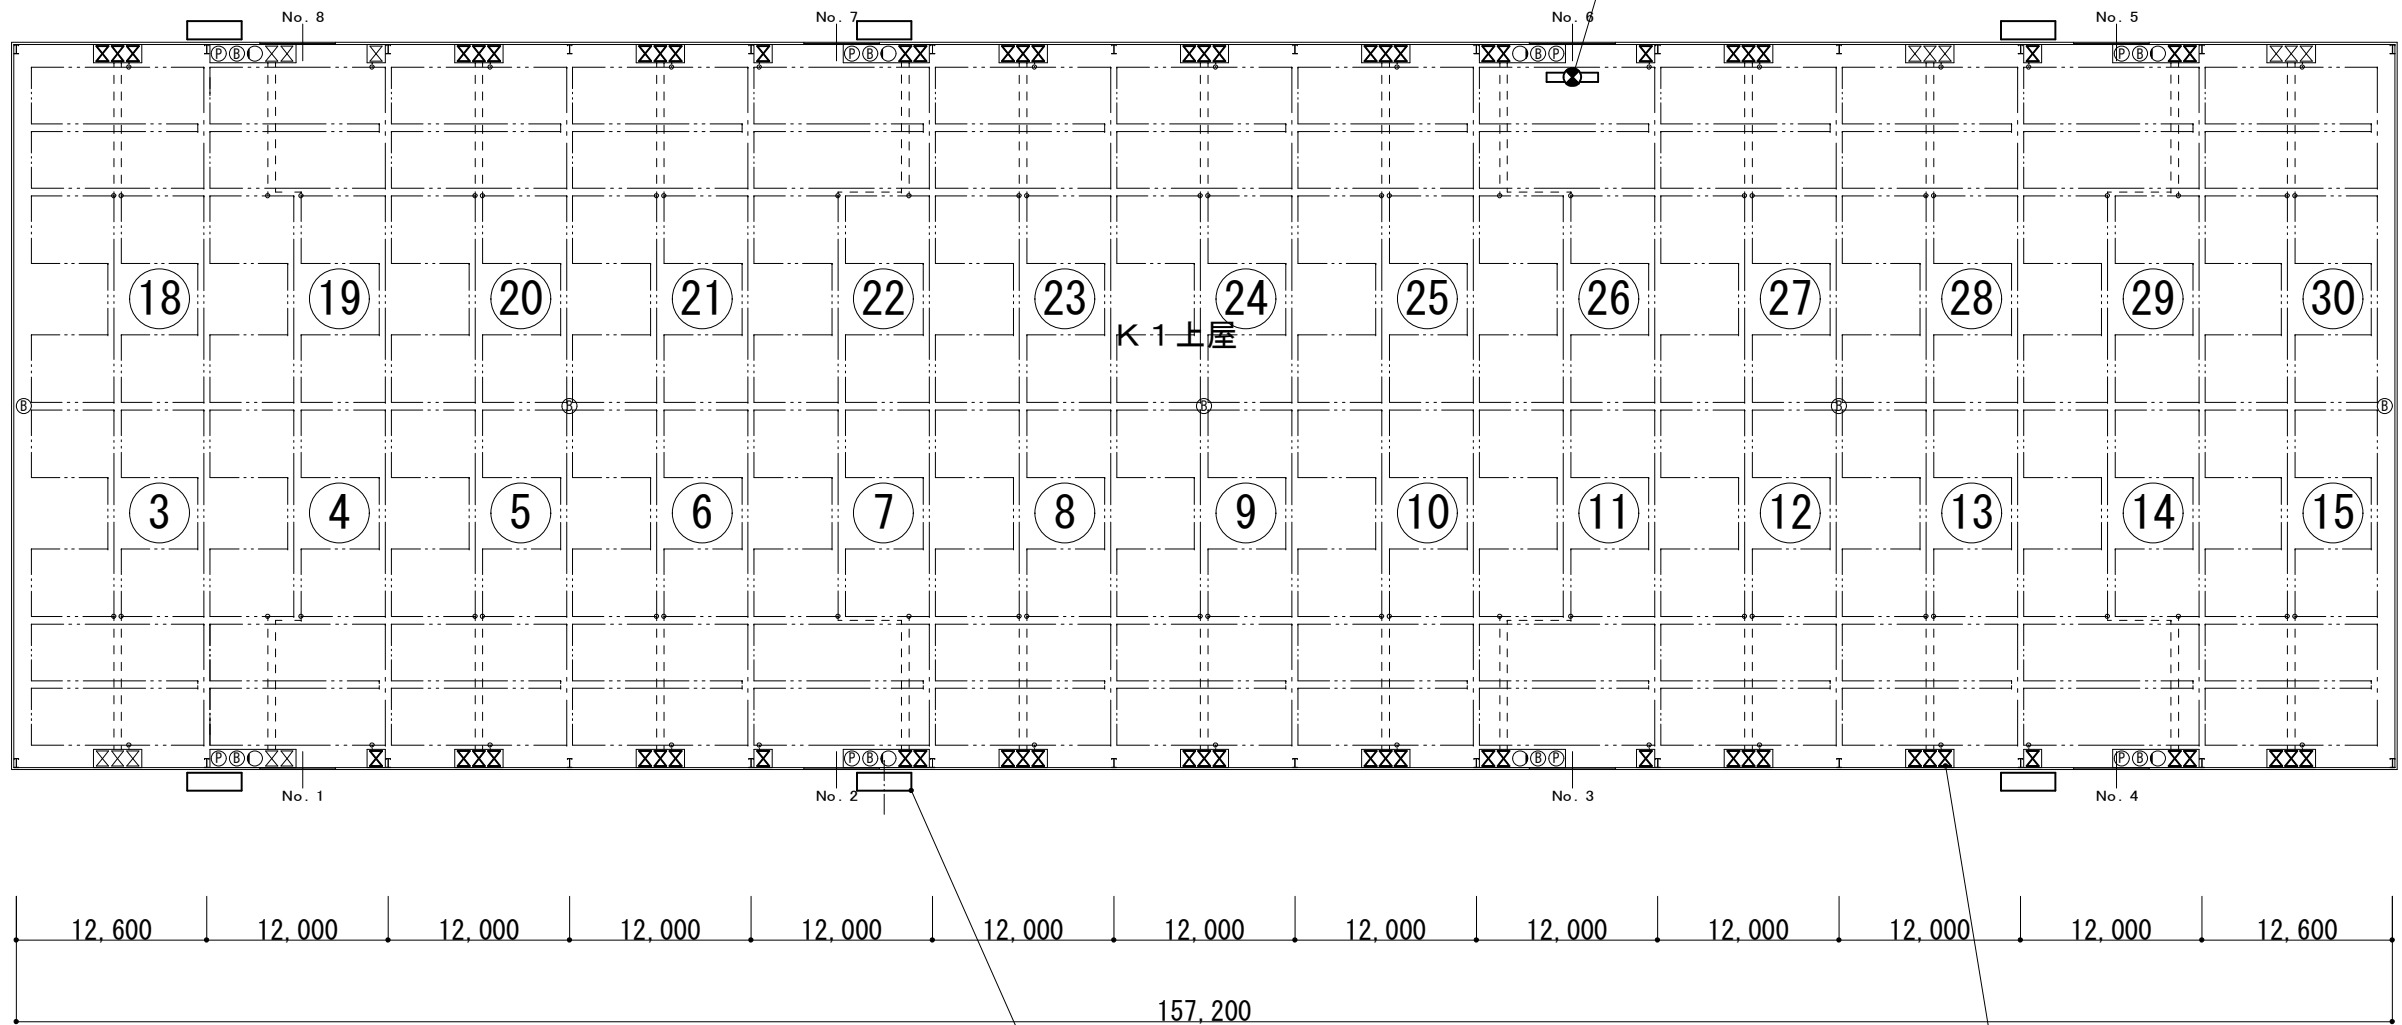 No. 8 No. 7 No. 6 No. 5
P B P B B P P B
18 19 20 21 22 23 24 25 26 27 28 29 30
K 1 上屋
B B B B B
3 4 5 6 7 8 9 10 11 12 13 14 15
P B P B B P P B
No. 1 No. 2 No. 3 No. 4
12,600 12,000 12,000 12,000 12,000 12,000 12,000 12,000 12,000 12,000 12,000 12,000 12,600
157,200